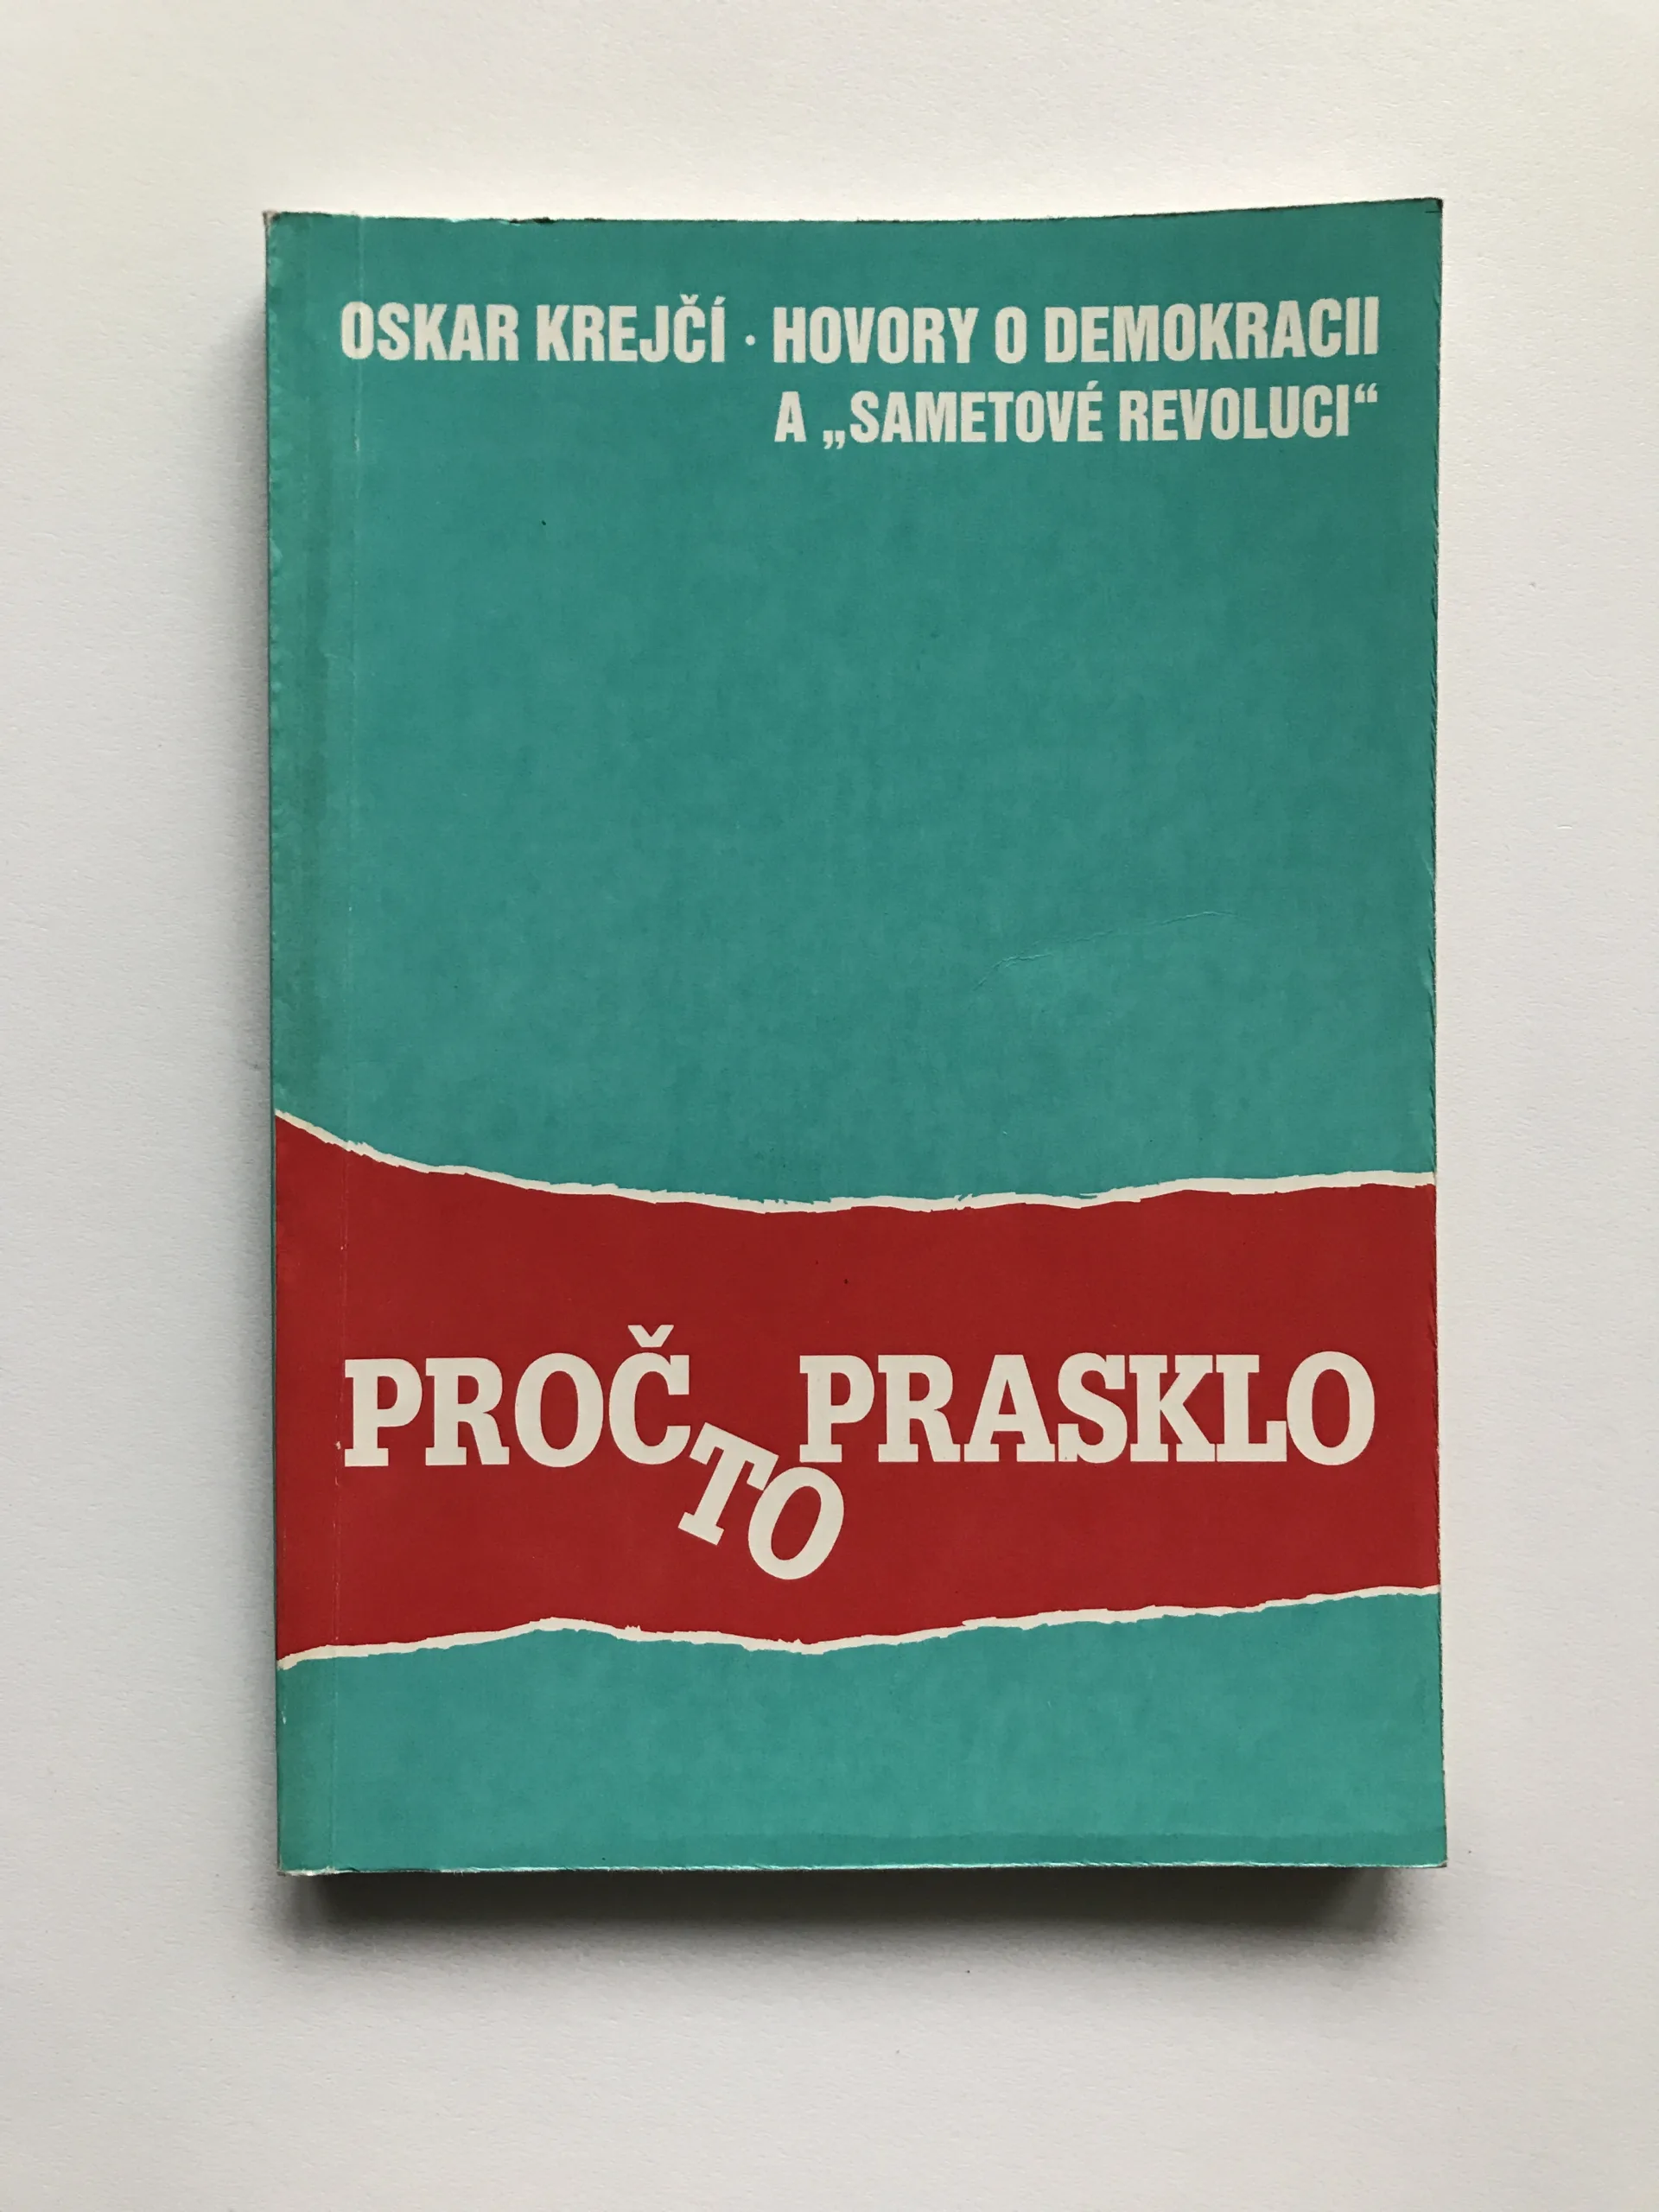 OSKAR KREJČÍ · HOVORY O DEMOKRACII
A „SAMETOVÉ REVOLUCI“
PROČ TO PRASKLO